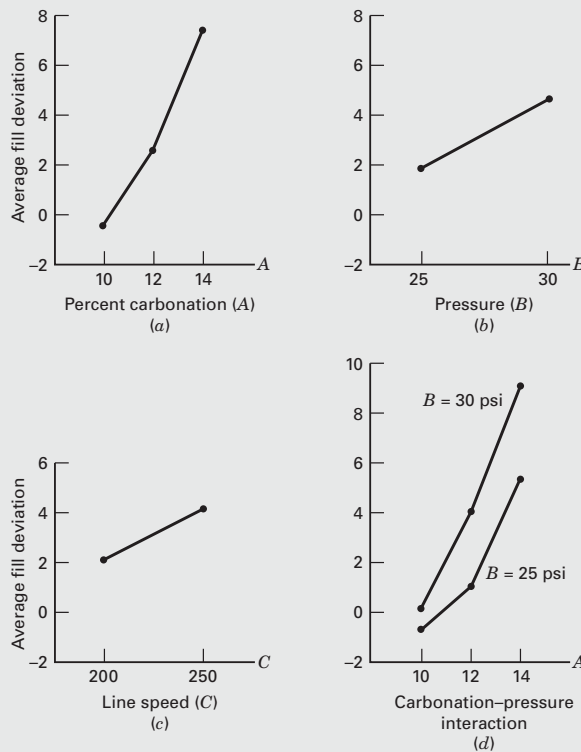 Average fill deviation
8
6
4
2
0
–2
10 12 14 A
Percent carbonation (A)
(a)
8
6
4
2
0
–2
25 30 B
Pressure (B)
(b)
Average fill deviation
6
4
2
0
–2
200 250 C
Line speed (C)
(c)
10
8
6
4
2
0
–2
B = 30 psi
B = 25 psi
10 12 14 A
Carbonation–pressure
interaction
(d)